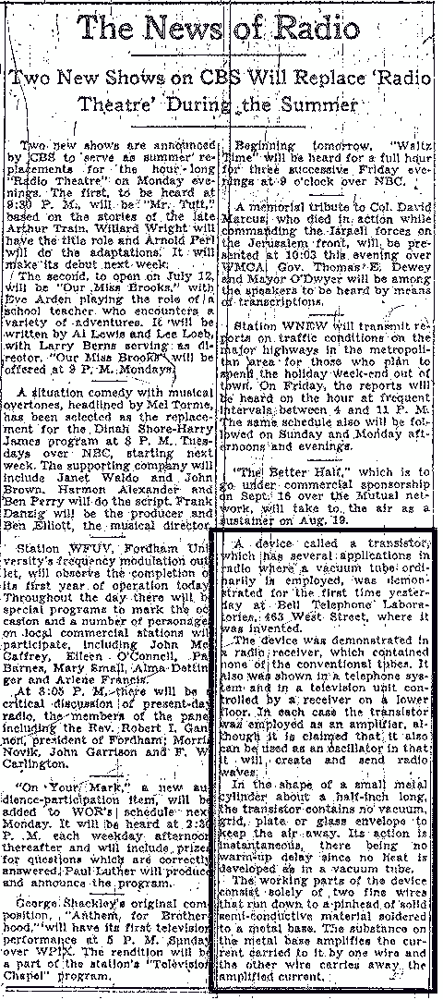 The News of Radio
Two New Shows on CBS Will Replace ‘Radio
Theatre’ During the Summer
Two new shows are announced
by CBS to serve as summer re-
placements for the hour-long
"Radio Theatre" on Monday eve-
nings. The first, to be heard at
9:30 P. M., will be "Mr. Tutt,"
based on the stories of the late
Arthur Train. Willard Wright will
have the title role and Arnold Perl
will do the adaptations. It will
make its debut next week.
The second, to open on July 12,
will be "Our Miss Brooks," with
Eve Arden playing the role of a
school teacher who encounters a
variety of adventures. It will be
written by Al Lewis and Lee Loeb,
with Larry Berns serving as di-
rector. "Our Miss Brooks" will be
offered at 9 P. M. Mondays.
A situation comedy with musical
overtones, headlined by Mel Torme,
has been selected as the replace-
ment for the Dinah Shore-Harry
James program at 8 P. M. Tues-
days over NBC, starting next
week. The supporting company will
include Janet Waldo and John
Brown. Harmon Alexander and
Ben Perry will do the script. Frank
Danzig will be the producer and
Ben Elliott, the musical director.
Station WFUV, Fordham Uni
versity's frequency modulation out
let, will observe the completion o
its first year of operation today
Throughout the day there will b
special programs to mark the oc
casion and a number of personage
on local commercial stations wil
participate, including John Mc
Caffrey, Eileen O'Connell, Pa
Barnes, Mary Small, Alma Dettin
ger and Arlene Francis.
At 3:05 P. M. there will be a
critical discussion of present-day
radio, the members of the pane
including the Rev. Robert I. Gan
non, president of Fordham; Morris
Novik, John Garrison and F. W
Carlington.
"On Your Mark," a new au
dience-participation item, will be
added to WOR's schedule next
Monday. It will be heard at 2:30
P. M. each weekday afternoon
thereafter and will include prizes
for questions which are correctly
answered. Paul Luther will produce
and announce the program.
George Shackley's original com
position, "Anthem for Brother
hood," will have its first television
performance at 5 P. M. Sunday
over WPIX. The rendition will be
a part of the station's "Television
Chapel" program.
Beginning tomorrow, "Waltz
Time" will be heard for a full hour
for three successive Friday eve-
nings at 9 o'clock over NBC.
A memorial tribute to Col. David
Marcus, who died in action while
commanding the Israeli forces on
the Jerusalem front, will be pre-
sented at 10:03 this evening over
WMCA. Gov. Thomas E. Dewey
and Mayor O'Dwyer will be among
the speakers to be heard by means
of transcriptions.
Station WNEW will transmit re-
ports on traffic conditions on the
major highways in the metropoli-
tan area for those who plan to
spend the holiday week-end out of
town. On Friday, the reports will
be heard on the hour at frequent
intervals between 4 and 11 P. M.
The same schedule also will be fol-
lowed on Sunday and Monday aft-
ernoons and evenings.
"The Better Half," which is to
go under commercial sponsorship
on Sept. 16 over the Mutual net-
work, will take to the air as a
sustainer on Aug. 19.
A device called a transistor,
which has several applications in
radio where a vacuum tube ordi-
narily is employed, was demon-
strated for the first time yester-
day at Bell Telephone Labora-
tories, 463 West Street, where it
was invented.
The device was demonstrated in
a radio receiver, which contained
none of the conventional tubes. It
also was shown in a telephone sys-
tem and in a television unit con-
trolled by a receiver on a lower
floor. In each case the transistor
was employed as an amplifier, al-
though it is claimed that it also
can be used as an oscillator in that
it will create and send radio
waves.
In the shape of a small metal
cylinder about a half-inch long,
the transistor contains no vacuum,
grid, plate or glass envelope to
keep the air away. Its action is
instantaneous, there being no
warm-up delay since no heat is
developed as in a vacuum tube.
The working parts of the device
consist solely of two fine wires
that run down to a pinhead of solid
semi-conductive material soldered
to a metal base. The substance on
the metal base amplifies the cur-
rent carried to it by one wire and
the other wire carries away the
amplified current.